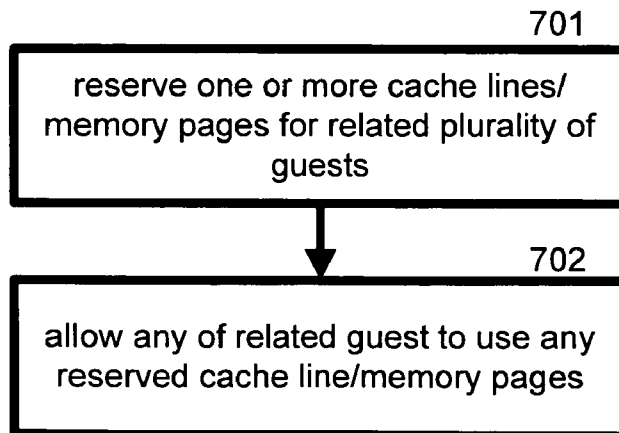 701
reserve one or more cache lines/
memory pages for related plurality of
guests
702
allow any of related guest to use any
reserved cache line/memory pages